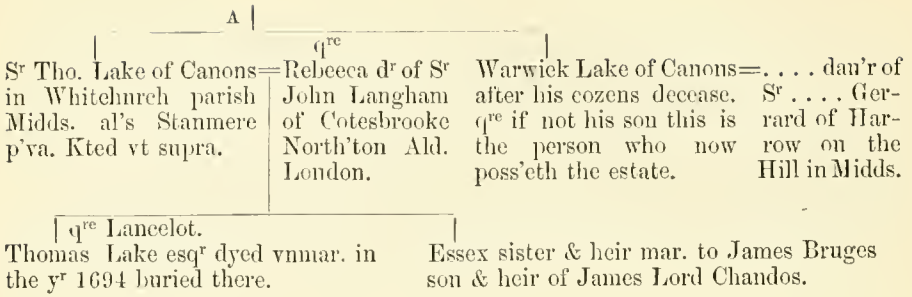 A
qre
Sr Tho. Lake of Canons=
in Whitchurch parish
Midds. al's Stanmere
p'va. Kted vt supra.
Rebecca dr of Sr
John Langham
of Cotesbrooke
North'ton Ald.
London.
Warwick Lake of Canons=
after his cozens decease.
qre if not his son this is
the person who now
poss'eth the estate.
. . . . dau'r of
Sr . . . . Ger-
rard of Har-
row on the
Hill in Midds.
qre Lancelot.
Thomas Lake esqr dyed vnmar. in
the yr 1694 buried there.
Essex sister & heir mar. to James Bruges
son & heir of James Lord Chandos.